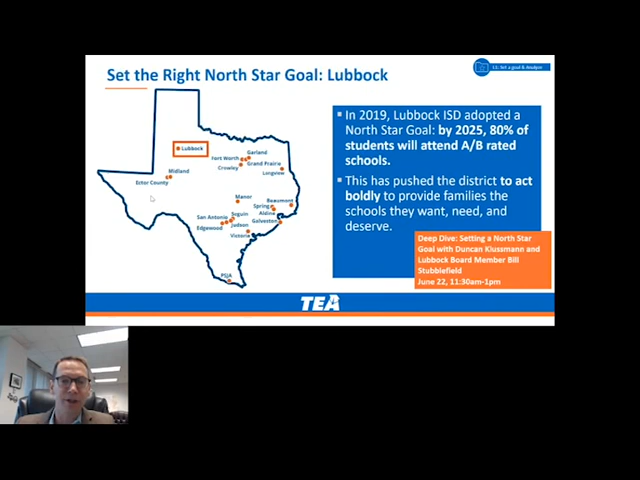 L1: Set a goal & Analyze
Set the Right North Star Goal: Lubbock
Lubbock
Garland
Fort Worth
Grand Prairie
Crowley
Longview
Midland
Ector County
Manor
Beaumont
Spring
Aldine
Seguin
San Antonio
Judson
Galveston
Edgewood
Victoria
PSJA
In 2019, Lubbock ISD adopted a
North Star Goal: by 2025, 80% of
students will attend A/B rated
schools.
This has pushed the district to act
boldly to provide families the
schools they want, need, and
deserve.
Deep Dive: Setting a North Star
Goal with Duncan Klussmann and
Lubbock Board Member Bill
Stubblefield
June 22, 11:30am-1pm
TEA